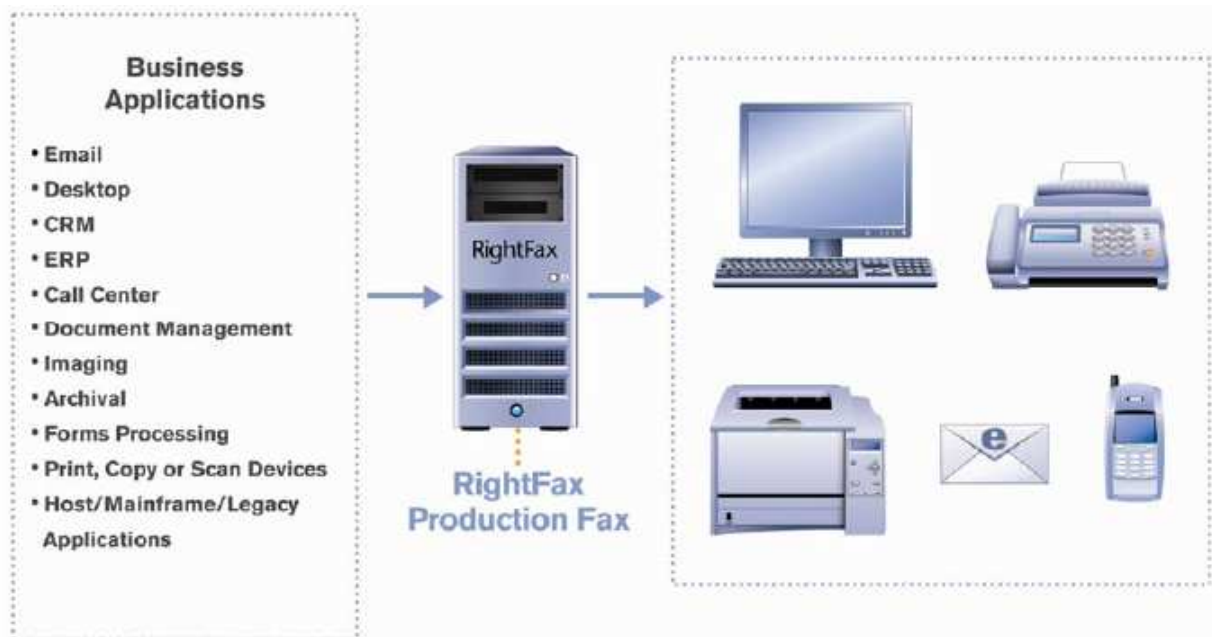 Business
Applications
• Email
• Desktop
• CRM
• ERP
• Call Center
• Document Management
• Imaging
• Archival
• Forms Processing
• Print, Copy or Scan Devices
• Host/Mainframe/Legacy
Applications
RightFax
RightFax
Production Fax
e